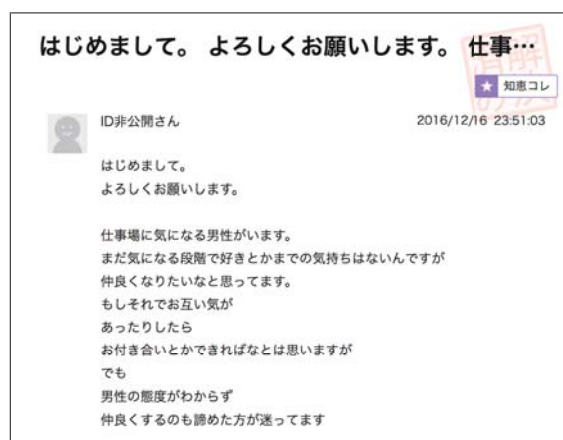 はじめまして。 よろしくお願いします。 仕事…
解決済み
知恵コレ
ID非公開さん 2016/12/16 23:51:03
はじめまして。
よろしくお願いします。
仕事場に気になる男性がいます。
まだ気になる段階で好きとかまでの気持ちはないんですが
仲良くなりたいなと思ってます。
もしそれでお互い気が
あったりしたら
お付き合いとかできればなとは思いますが
でも
男性の態度がわからず
仲良くするのも諦めた方が迷ってます